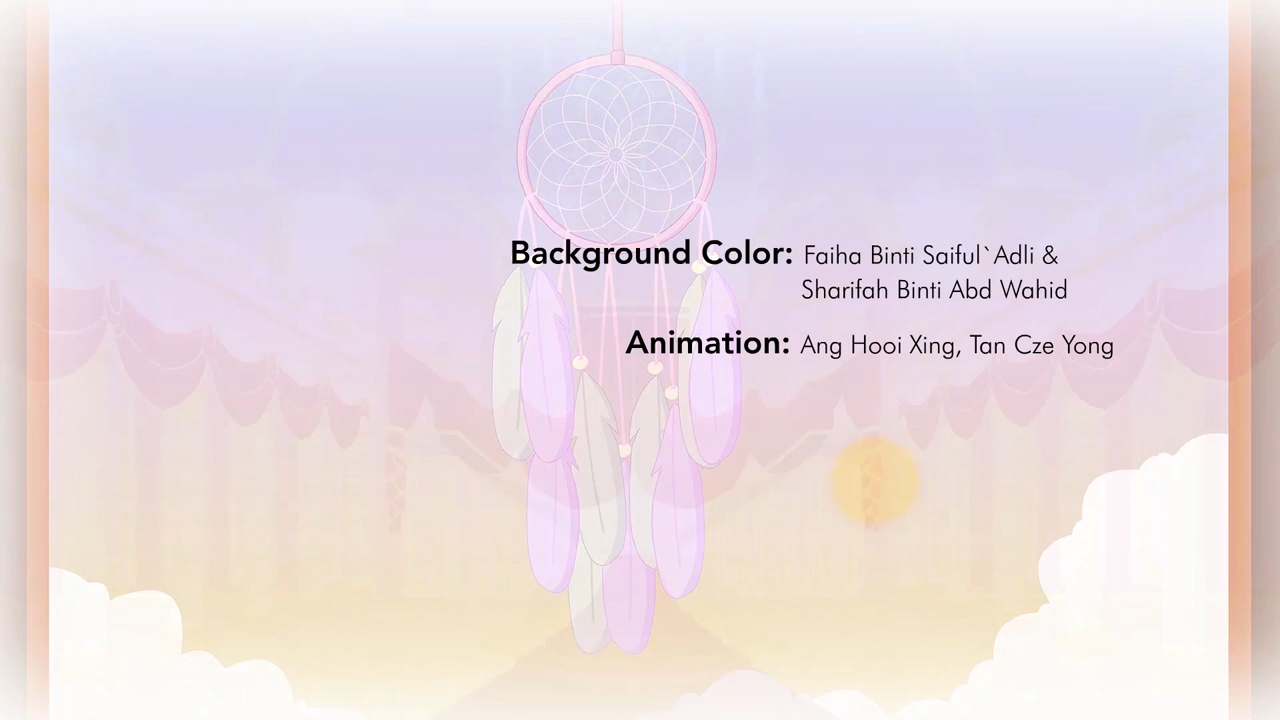 Background Color: Faiha Binti Saiful`Adli &
Sharifah Binti Abd Wahid
Animation: Ang Hooi Xing, Tan Cze Yong